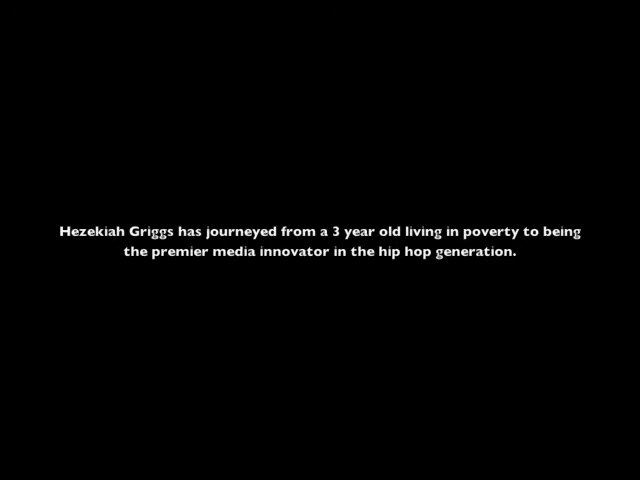 Hezekiah Griggs has journeyed from a 3 year old living in poverty to being
the premier media innovator in the hip hop generation.